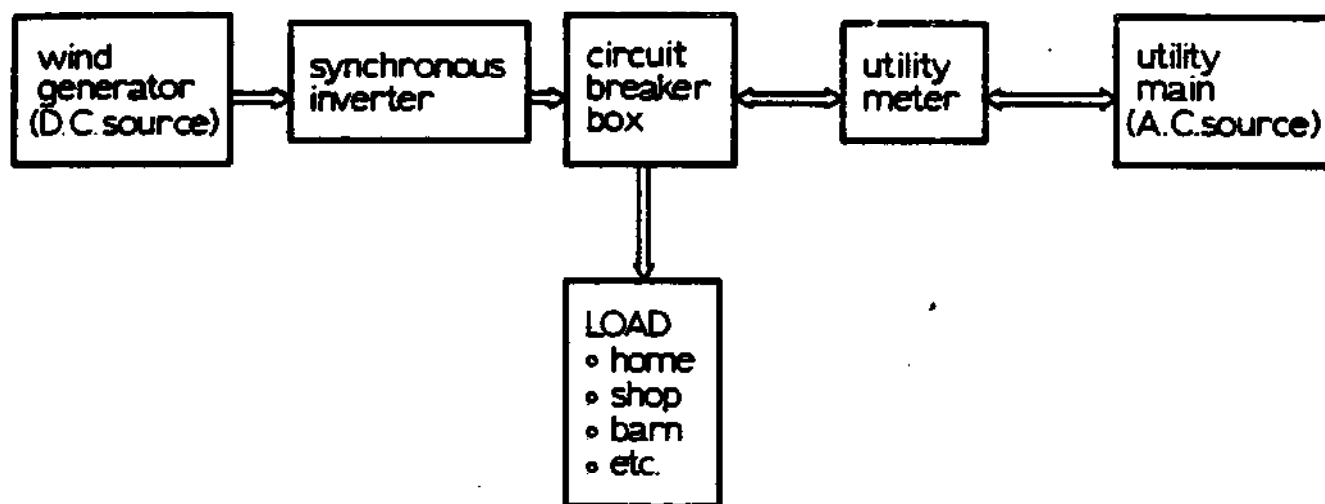 wind
generator
(D.C. source)
synchronous
inverter
circuit
breaker
box
utility
meter
utility
main
(A.C. source)
LOAD
∘ home
∘ shop
∘ barn
∘ etc.